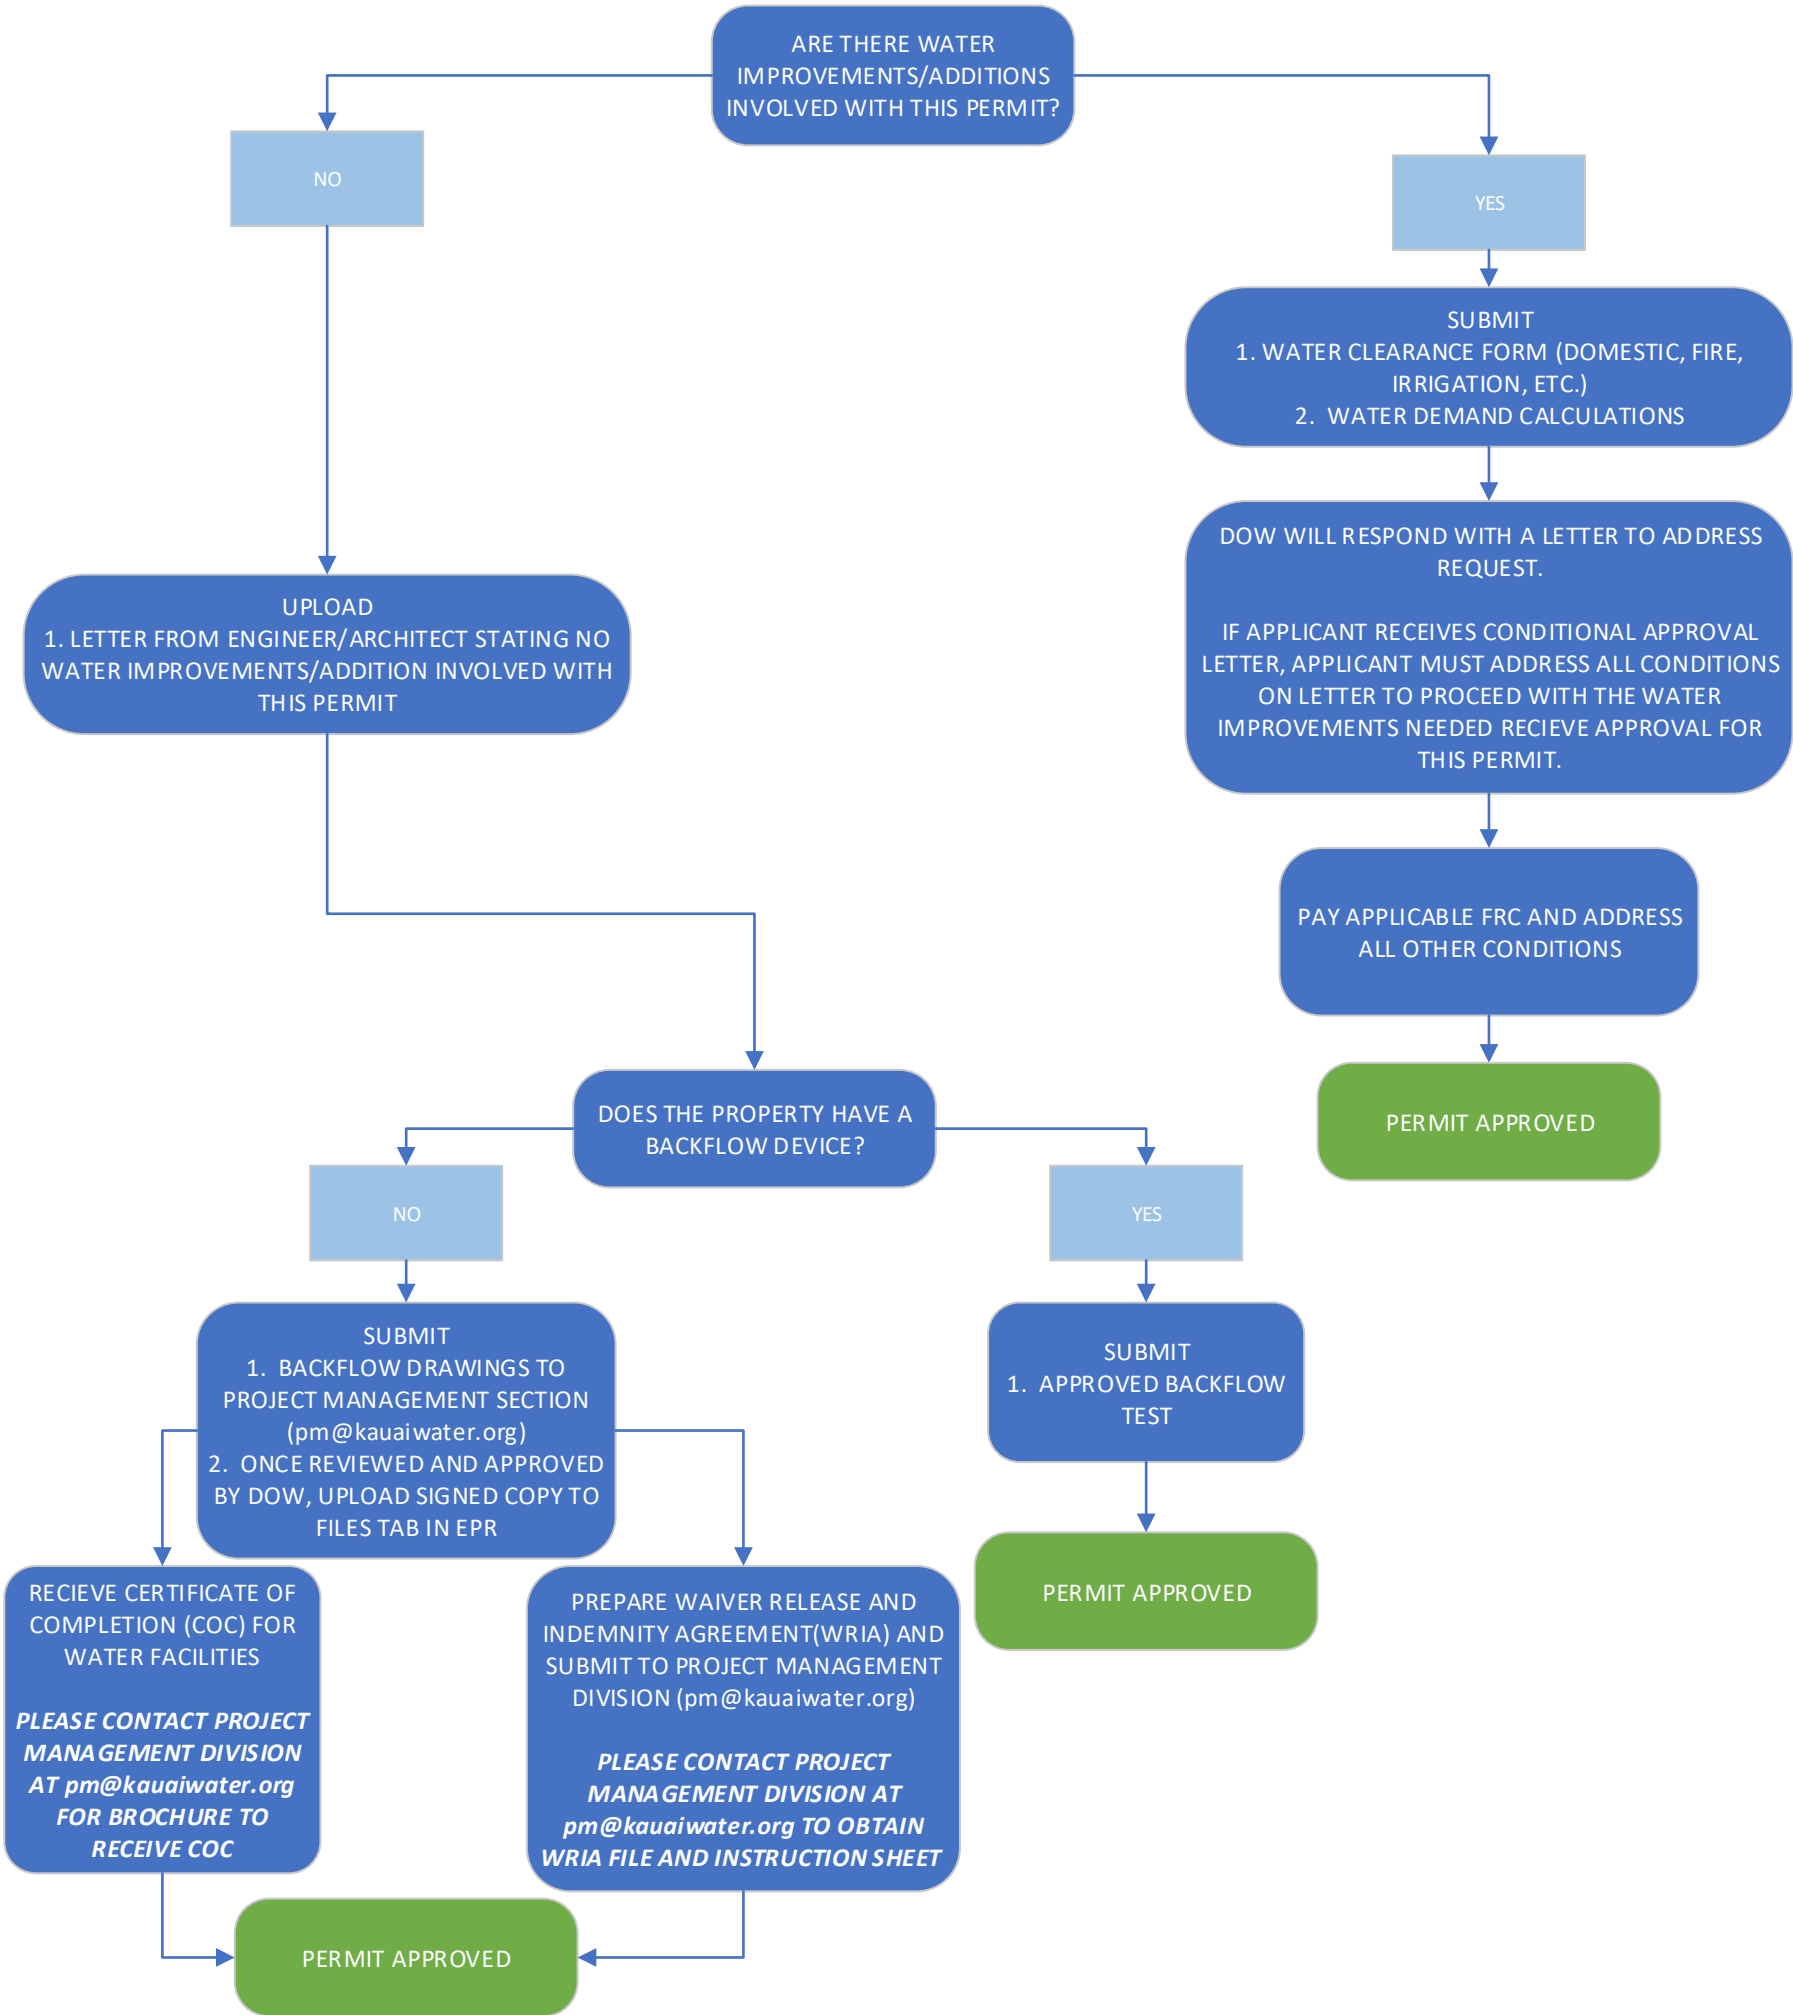 ARE THERE WATER
IMPROVEMENTS/ADDITIONS
INVOLVED WITH THIS PERMIT?
NO
YES
SUBMIT
1. WATER CLEARANCE FORM (DOMESTIC, FIRE,
IRRIGATION, ETC.)
2. WATER DEMAND CALCULATIONS
DOW WILL RESPOND WITH A LETTER TO ADDRESS
REQUEST.
IF APPLICANT RECEIVES CONDITIONAL APPROVAL
LETTER, APPLICANT MUST ADDRESS ALL CONDITIONS
ON LETTER TO PROCEED WITH THE WATER
IMPROVEMENTS NEEDED RECIEVE APPROVAL FOR
THIS PERMIT.
UPLOAD
1. LETTER FROM ENGINEER/ARCHITECT STATING NO
WATER IMPROVEMENTS/ADDITION INVOLVED WITH
THIS PERMIT
PAY APPLICABLE FRC AND ADDRESS
ALL OTHER CONDITIONS
PERMIT APPROVED
DOES THE PROPERTY HAVE A
BACKFLOW DEVICE?
NO
YES
SUBMIT
1. BACKFLOW DRAWINGS TO
PROJECT MANAGEMENT SECTION
(pm@kauaiwater.org)
2. ONCE REVIEWED AND APPROVED
BY DOW, UPLOAD SIGNED COPY TO
FILES TAB IN EPR
SUBMIT
1. APPROVED BACKFLOW
TEST
PERMIT APPROVED
RECIEVE CERTIFICATE OF
COMPLETION (COC) FOR
WATER FACILITIES
PLEASE CONTACT PROJECT
MANAGEMENT DIVISION
AT pm@kauaiwater.org
FOR BROCHURE TO
RECEIVE COC
PREPARE WAIVER RELEASE AND
INDEMNITY AGREEMENT(WRIA) AND
SUBMIT TO PROJECT MANAGEMENT
DIVISION (pm@kauaiwater.org)
PLEASE CONTACT PROJECT
MANAGEMENT DIVISION AT
pm@kauaiwater.org TO OBTAIN
WRIA FILE AND INSTRUCTION SHEET
PERMIT APPROVED